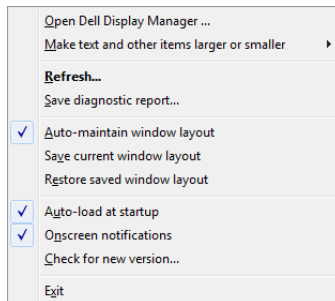 Open Dell Display Manager ...
Make text and other items larger or smaller
Refresh...
Save diagnostic report...
Auto-maintain window layout
Save current window layout
Restore saved window layout
Auto-load at startup
Onscreen notifications
Check for new version...
Exit